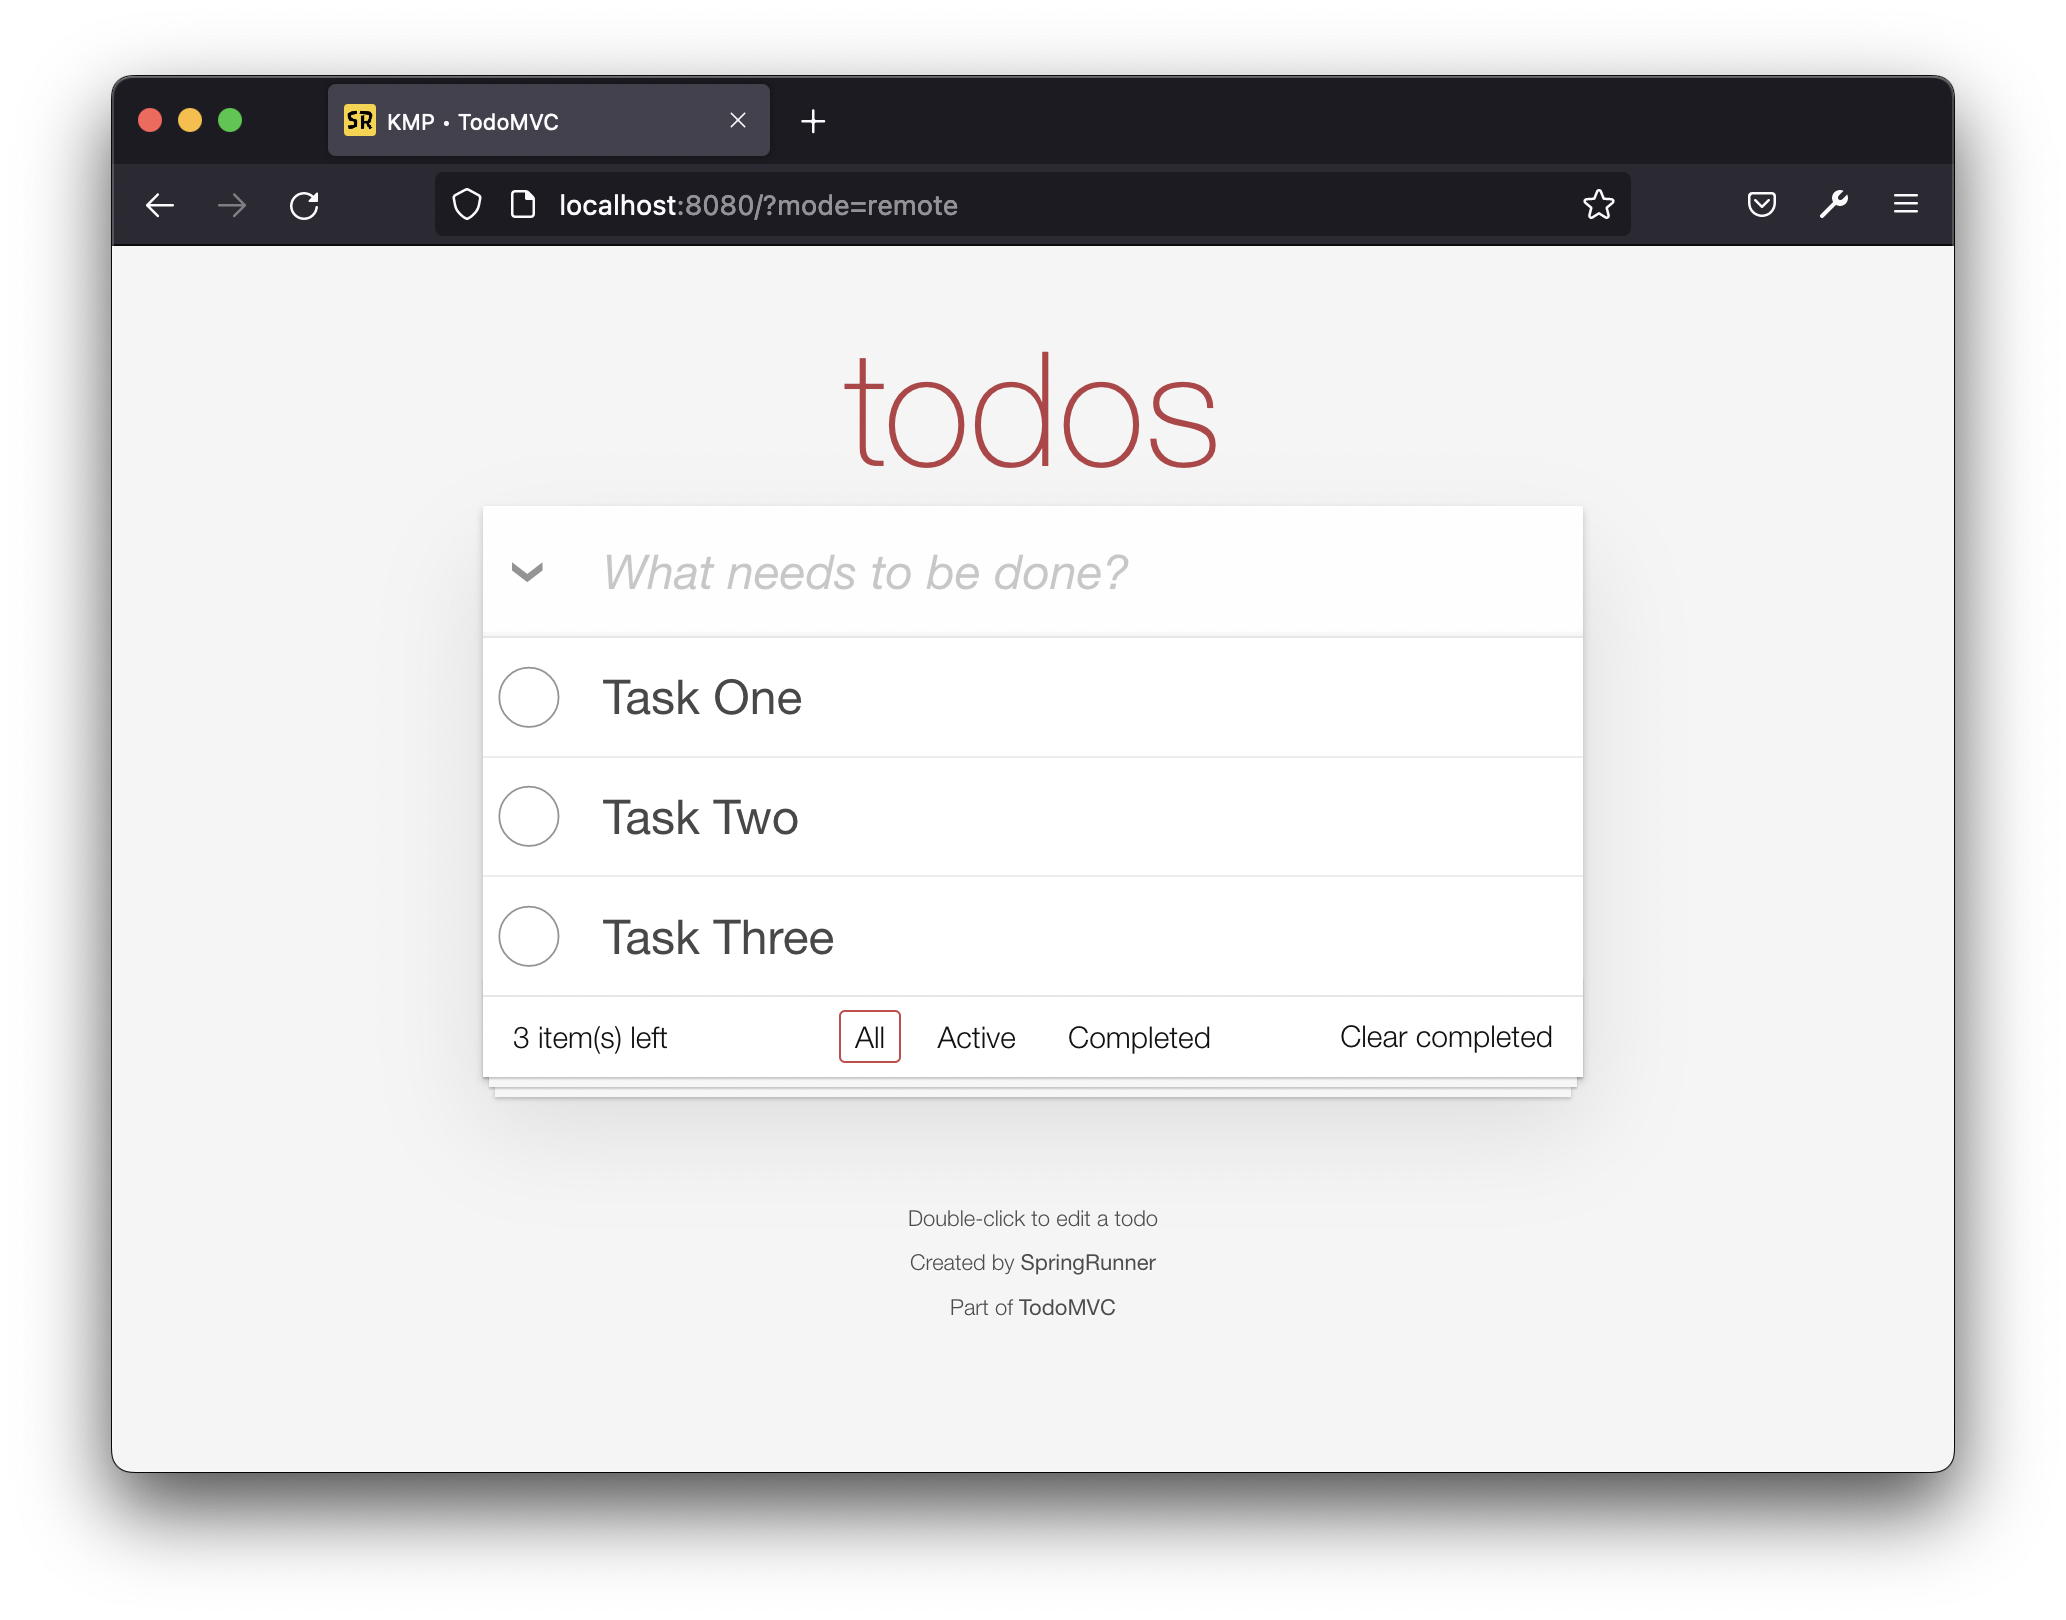 SR KMP • TodoMVC
localhost:8080/?mode=remote
todos
What needs to be done?
Task One
Task Two
Task Three
3 item(s) left All Active Completed Clear completed
Double-click to edit a todo
Created by SpringRunner
Part of TodoMVC